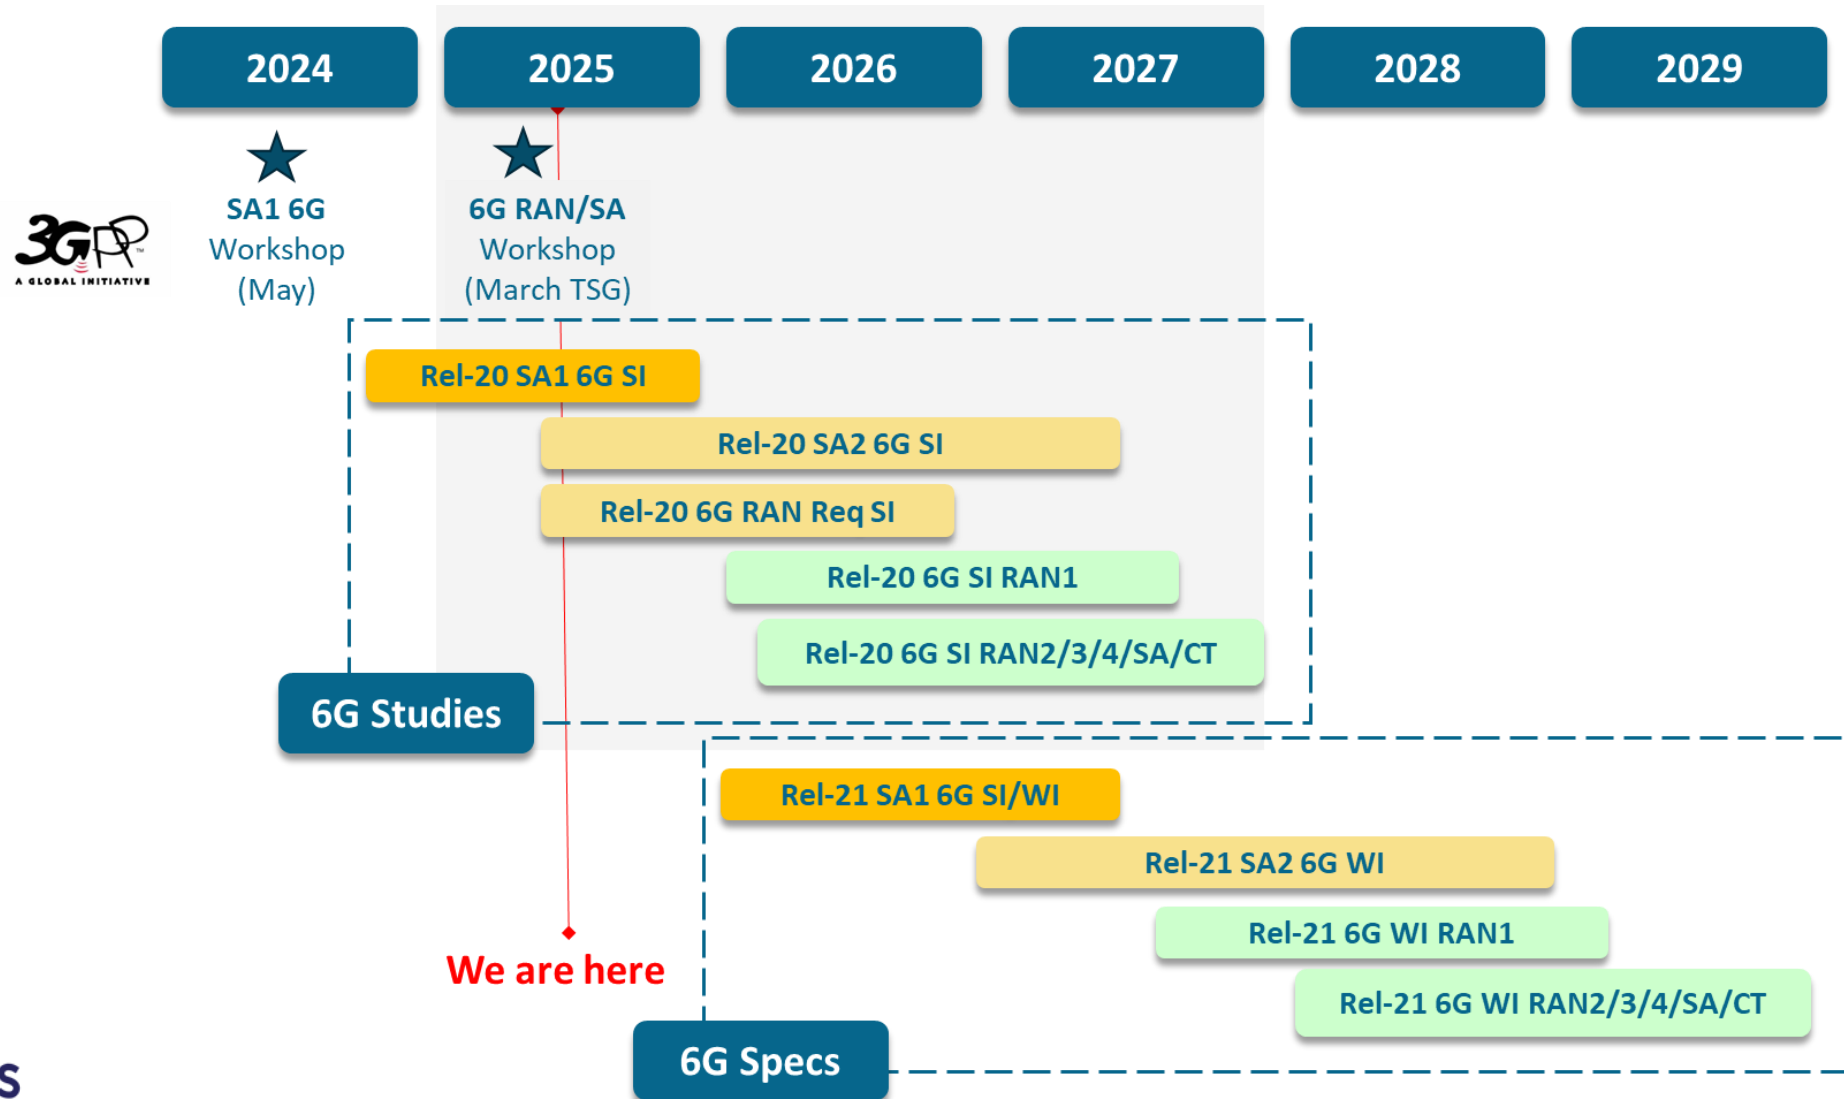 2024
2025
2026
2027
2028
2029
SA1 6G
Workshop
(May)
6G RAN/SA
Workshop
(March TSG)
3GPP
TM
A GLOBAL INITIATIVE
Rel-20 SA1 6G SI
Rel-20 SA2 6G SI
Rel-20 6G RAN Req SI
Rel-20 6G SI RAN1
Rel-20 6G SI RAN2/3/4/SA/CT
6G Studies
Rel-21 SA1 6G SI/WI
Rel-21 SA2 6G WI
Rel-21 6G WI RAN1
We are here
Rel-21 6G WI RAN2/3/4/SA/CT
6G Specs
s